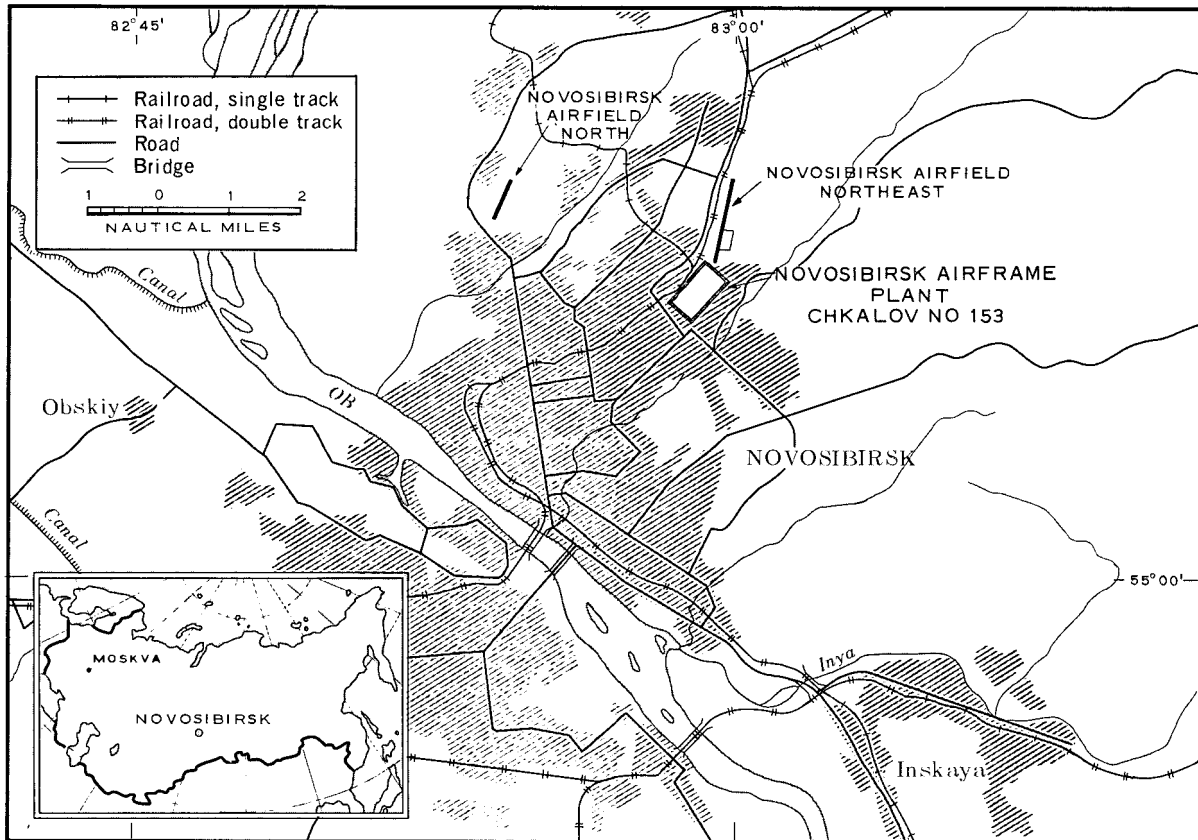 82°45'
83°00'
Railroad, single track
Railroad, double track
Road
Bridge
1 0 1 2
NAUTICAL MILES
NOVOSIBIRSK
AIRFIELD
NORTH
NOVOSIBIRSK AIRFIELD
NORTHEAST
NOVOSIBIRSK AIRFRAME
PLANT
CHKALOV NO 153
Canal
OB
Obskiy
NOVOSIBIRSK
Canal
55°00'
MOSKVA
NOVOSIBIRSK
Inya
Inskaya